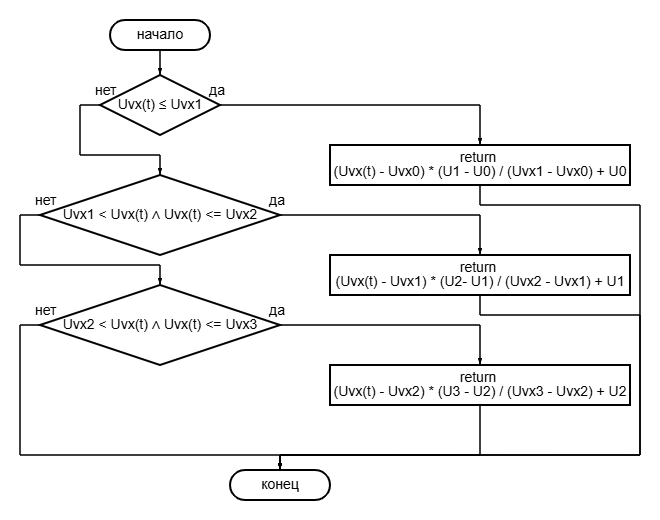 начало
нет
да
Uvx(t) ≤ Uvx1
return
(Uvx(t) - Uvx0) * (U1 - U0) / (Uvx1 - Uvx0) + U0
нет
да
Uvx1 < Uvx(t) ∧ Uvx(t) <= Uvx2
return
(Uvx(t) - Uvx1) * (U2- U1) / (Uvx2 - Uvx1) + U1
нет
да
Uvx2 < Uvx(t) ∧ Uvx(t) <= Uvx3
return
(Uvx(t) - Uvx2) * (U3 - U2) / (Uvx3 - Uvx2) + U2
конец